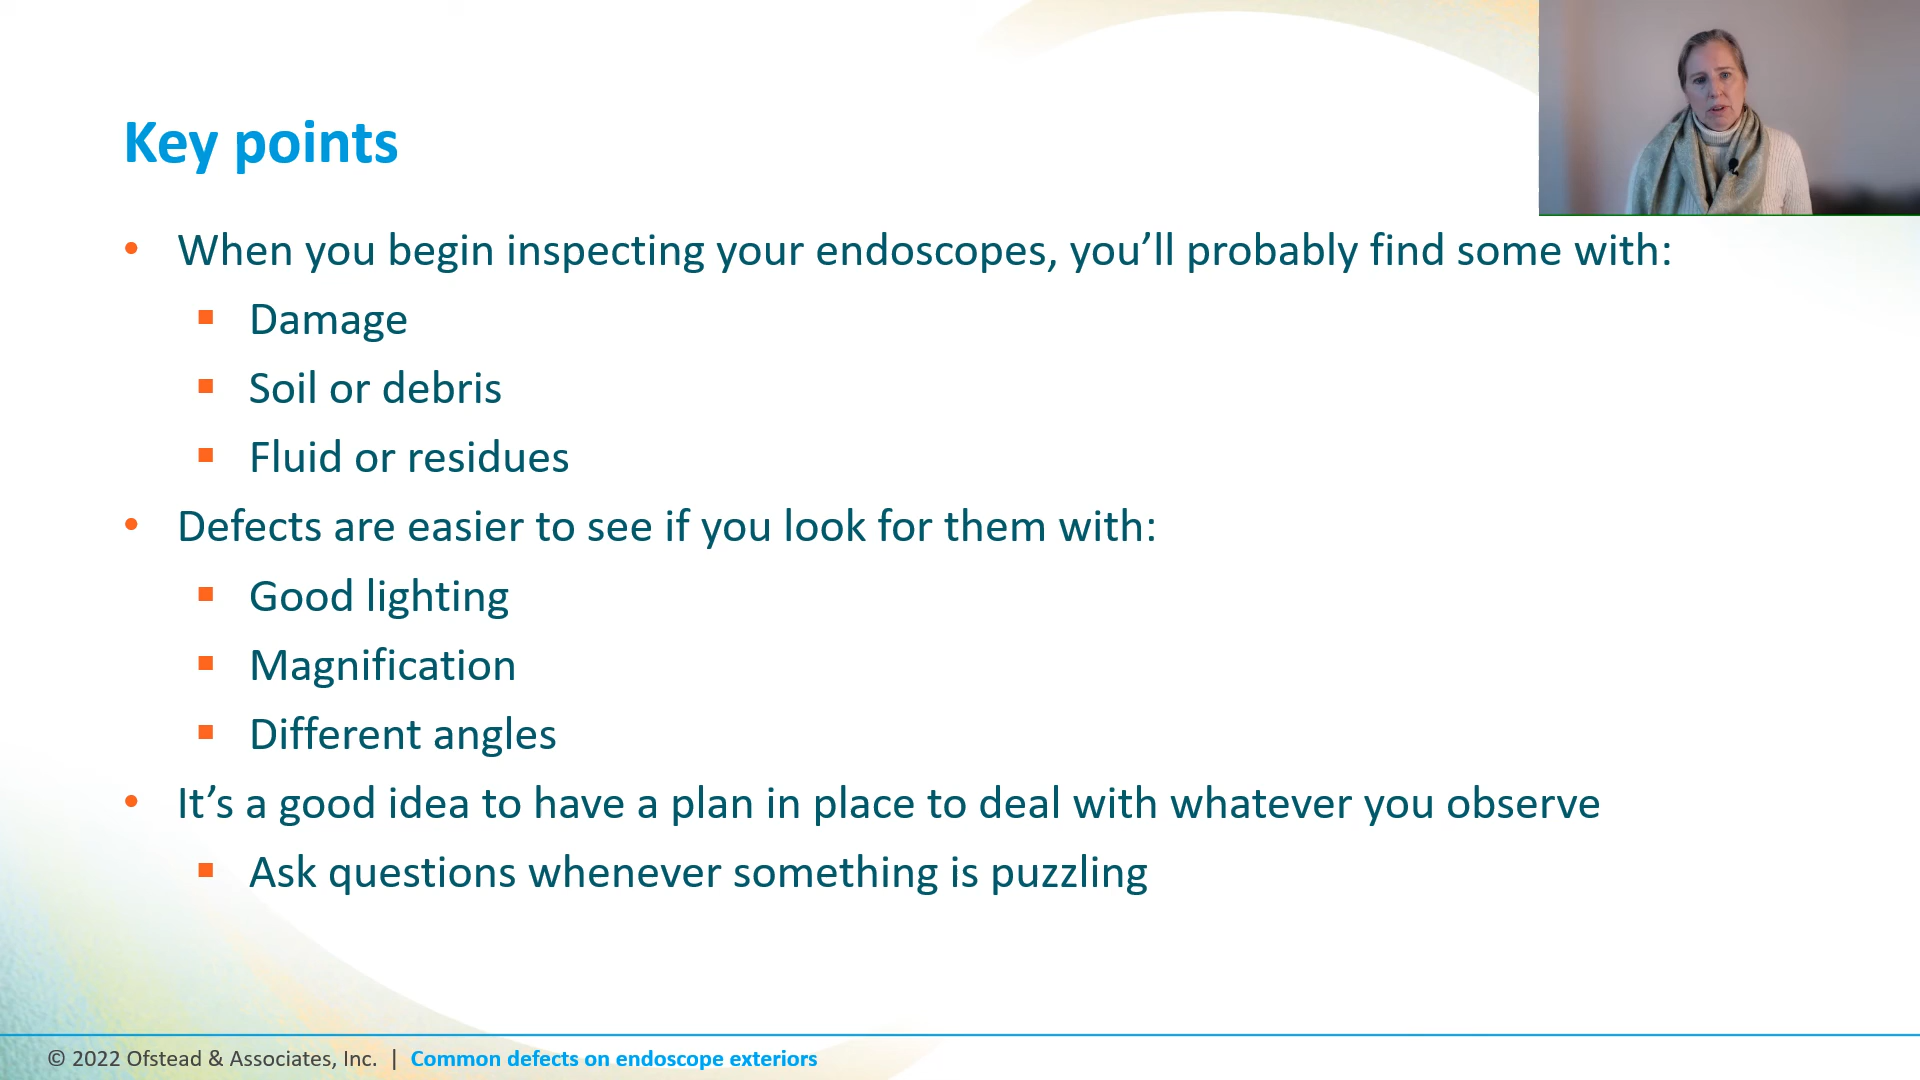 Key points
• When you begin inspecting your endoscopes, you’ll probably find some with:
▪ Damage
▪ Soil or debris
▪ Fluid or residues
• Defects are easier to see if you look for them with:
▪ Good lighting
▪ Magnification
▪ Different angles
• It’s a good idea to have a plan in place to deal with whatever you observe
▪ Ask questions whenever something is puzzling
© 2022 Ofstead & Associates, Inc. | Common defects on endoscope exteriors